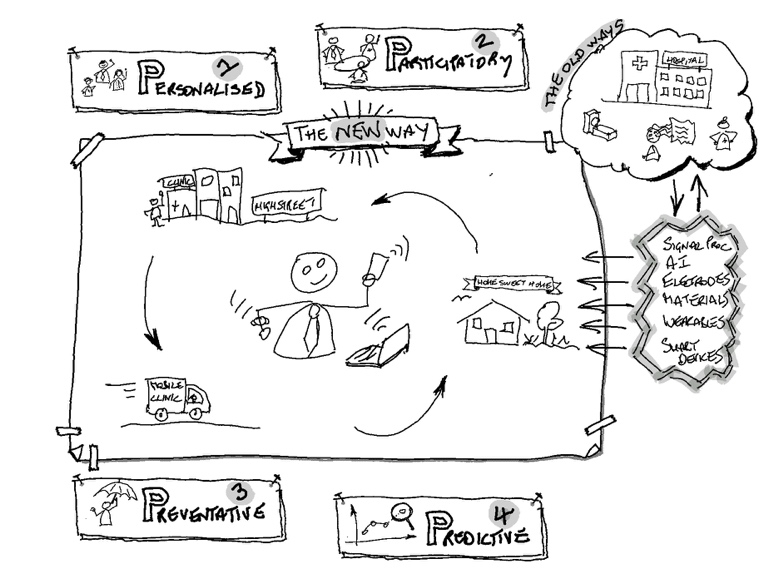 1
PERSONALISED
2
PARTICIPATORY
THE OLD WAYS
HOSPITAL
THE NEW WAY
CLINIC
HIGHSTREET
HOME SWEET HOME
SIGNAL PROC
AI
ELECTRODES
MATERIALS
WEARABLES
SMART
DEVICES
MOBILE
CLINIC
3
PREVENTATIVE
4
PREDICTIVE